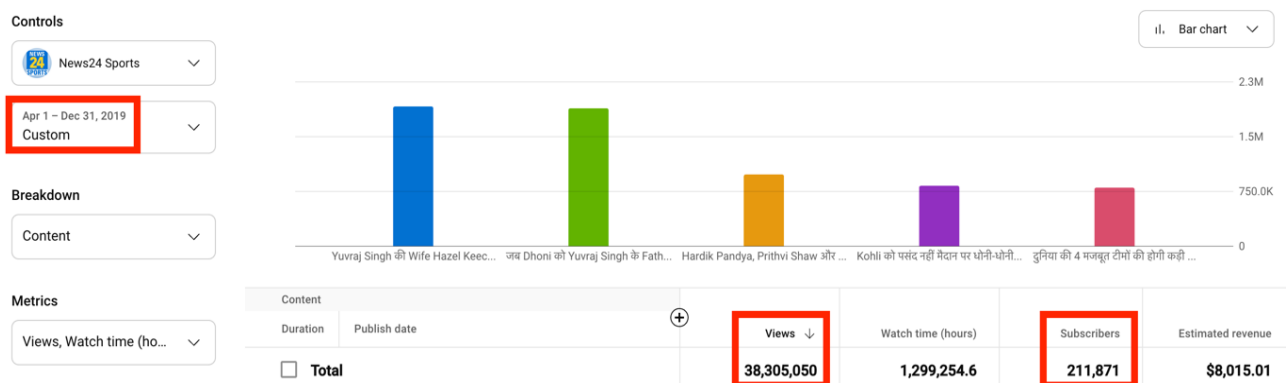 Controls
NEWS
24
SPORTS
News24 Sports
Apr 1 – Dec 31, 2019
Custom
Breakdown
Content
Metrics
Views, Watch time (ho...
Bar chart
2.3M
1.5M
750.0K
0
Yuvraj Singh की Wife Hazel Keec...
जब Dhoni को Yuvraj Singh के Fath...
Hardik Pandya, Prithvi Shaw और ...
Kohli को पसंद नहीं मैदान पर धोनी-धोनी...
दुनिया की 4 मजबूत टीमों की होगी कड़ी ...
Content
Duration Publish date Views Watch time (hours) Subscribers Estimated revenue
Total 38,305,050 1,299,254.6 211,871 $8,015.01